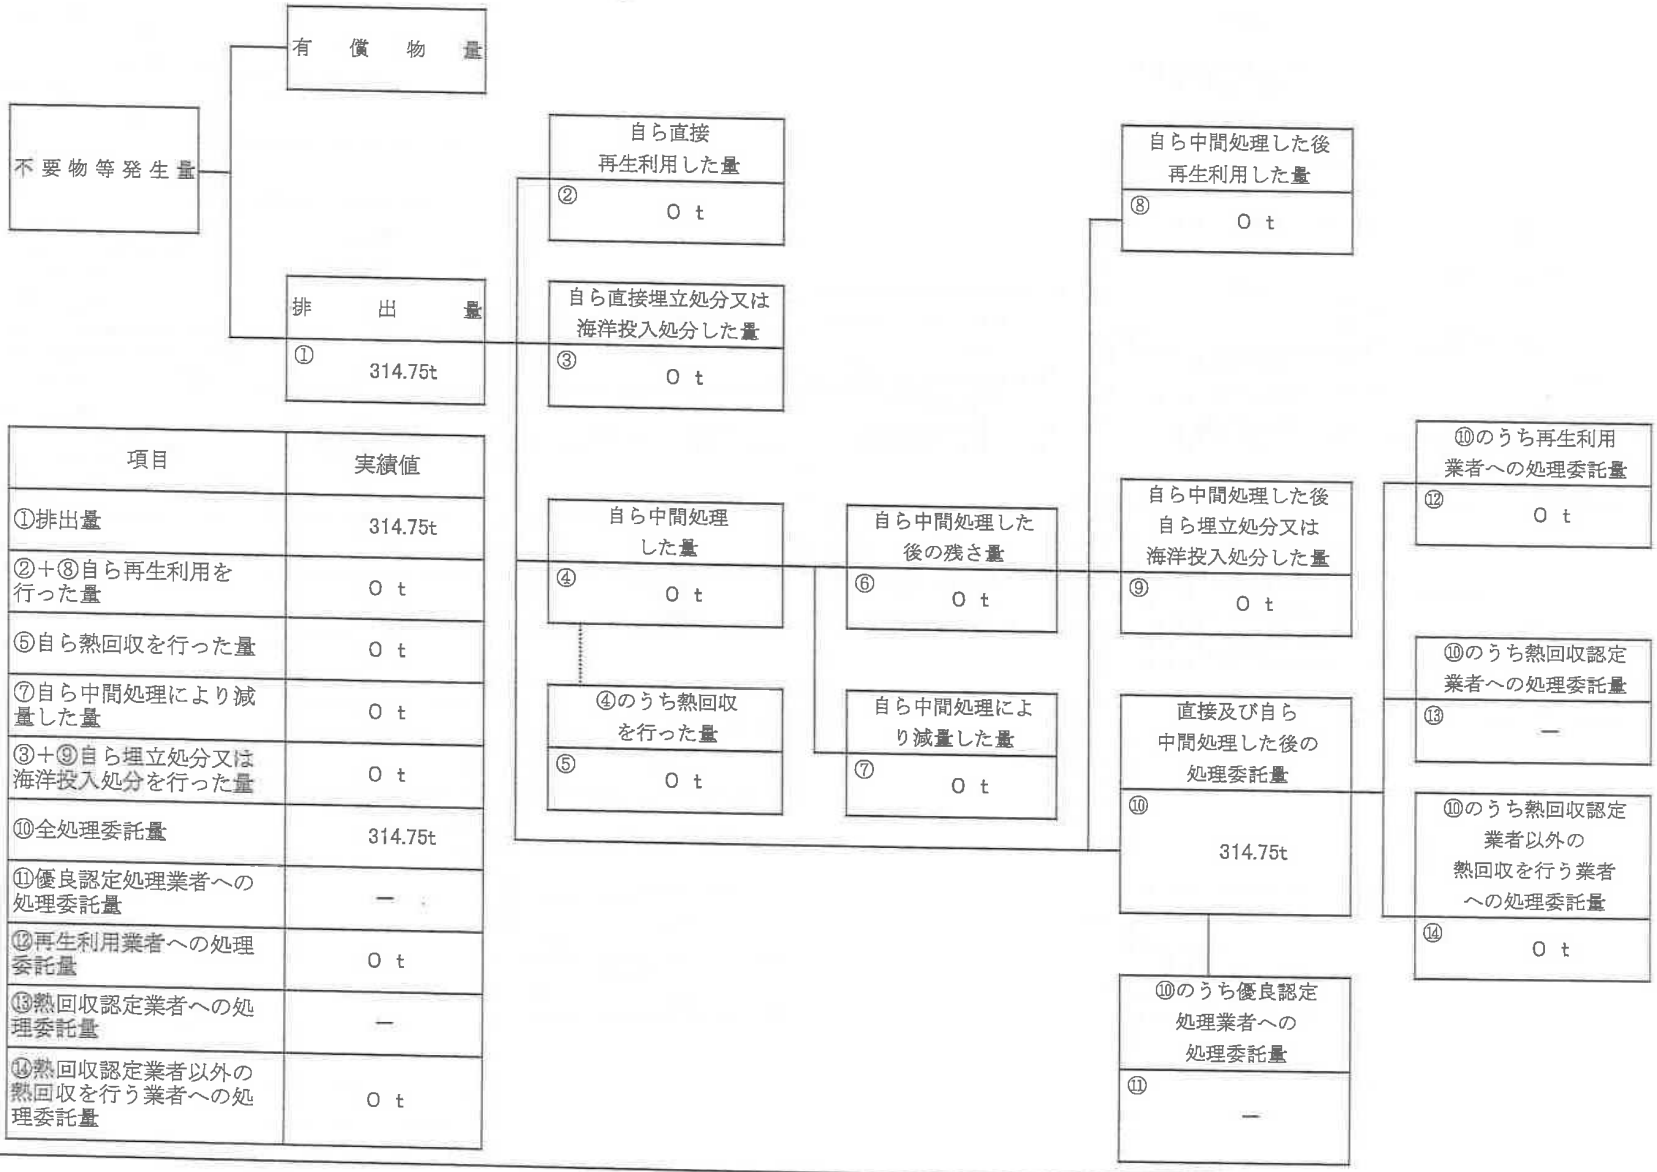 有償物量
不要物等発生量
排出量
①
314.75t
自ら直接
再生利用した量
②
0 t
自ら直接埋立処分又は
海洋投入処分した量
③
0 t
自ら中間処理
した量
④
0 t
④のうち熱回収
を行った量
⑤
0 t
自ら中間処理した
後の残さ量
⑥
0 t
自ら中間処理によ
り減量した量
⑦
0 t
自ら中間処理した後
再生利用した量
⑧
0 t
自ら中間処理した後
自ら埋立処分又は
海洋投入処分した量
⑨
0 t
直接及び自ら
中間処理した後の
処理委託量
⑩
314.75t
⑩のうち優良認定
処理業者への
処理委託量
⑪
―
⑩のうち再生利用
業者への処理委託量
⑫
0 t
⑩のうち熱回収認定
業者への処理委託量
⑬
―
⑩のうち熱回収認定
業者以外の
熱回収を行う業者
への処理委託量
⑭
0 t
項目 実績値
①排出量 314.75t
②+⑧自ら再生利用を
行った量 0 t
⑤自ら熱回収を行った量 0 t
⑦自ら中間処理により減
量した量 0 t
③+⑨自ら埋立処分又は
海洋投入処分を行った量 0 t
⑩全処理委託量 314.75t
⑪優良認定処理業者への
処理委託量 ―
⑫再生利用業者への処理
委託量 0 t
⑬熱回収認定業者への処
理委託量 ―
⑭熱回収認定業者以外の
熱回収を行う業者への処
理委託量 0 t